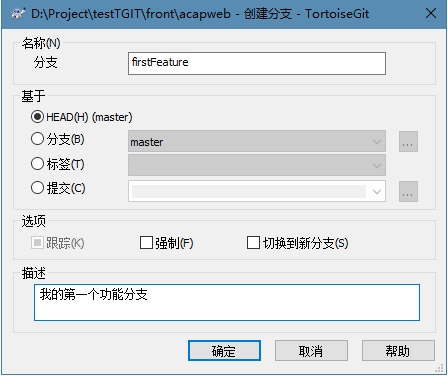 D:\Project\testTGIT\front\acapweb - 创建分支 - TortoiseGit
名称(N)
分支 firstFeature
基于
HEAD(H) (master)
分支(B) master ...
标签(T)
提交(C) ...
选项
跟踪(K) 强制(F) 切换到新分支(S)
描述
我的第一个功能分支
确定 取消 帮助